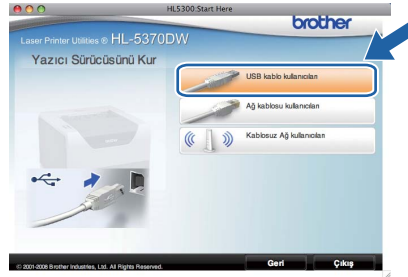 HL5300:Start Here
brother
Laser Printer Utilities ® HL-5370DW
Yazıcı Sürücüsünü Kur
USB kablo kullanıcıları
Ağ kablosu kullanıcıları
Kablosuz Ağ kullanıcıları
© 2001-2008 Brother Industries, Ltd. All Rights Reserved.
Geri
Çıkış